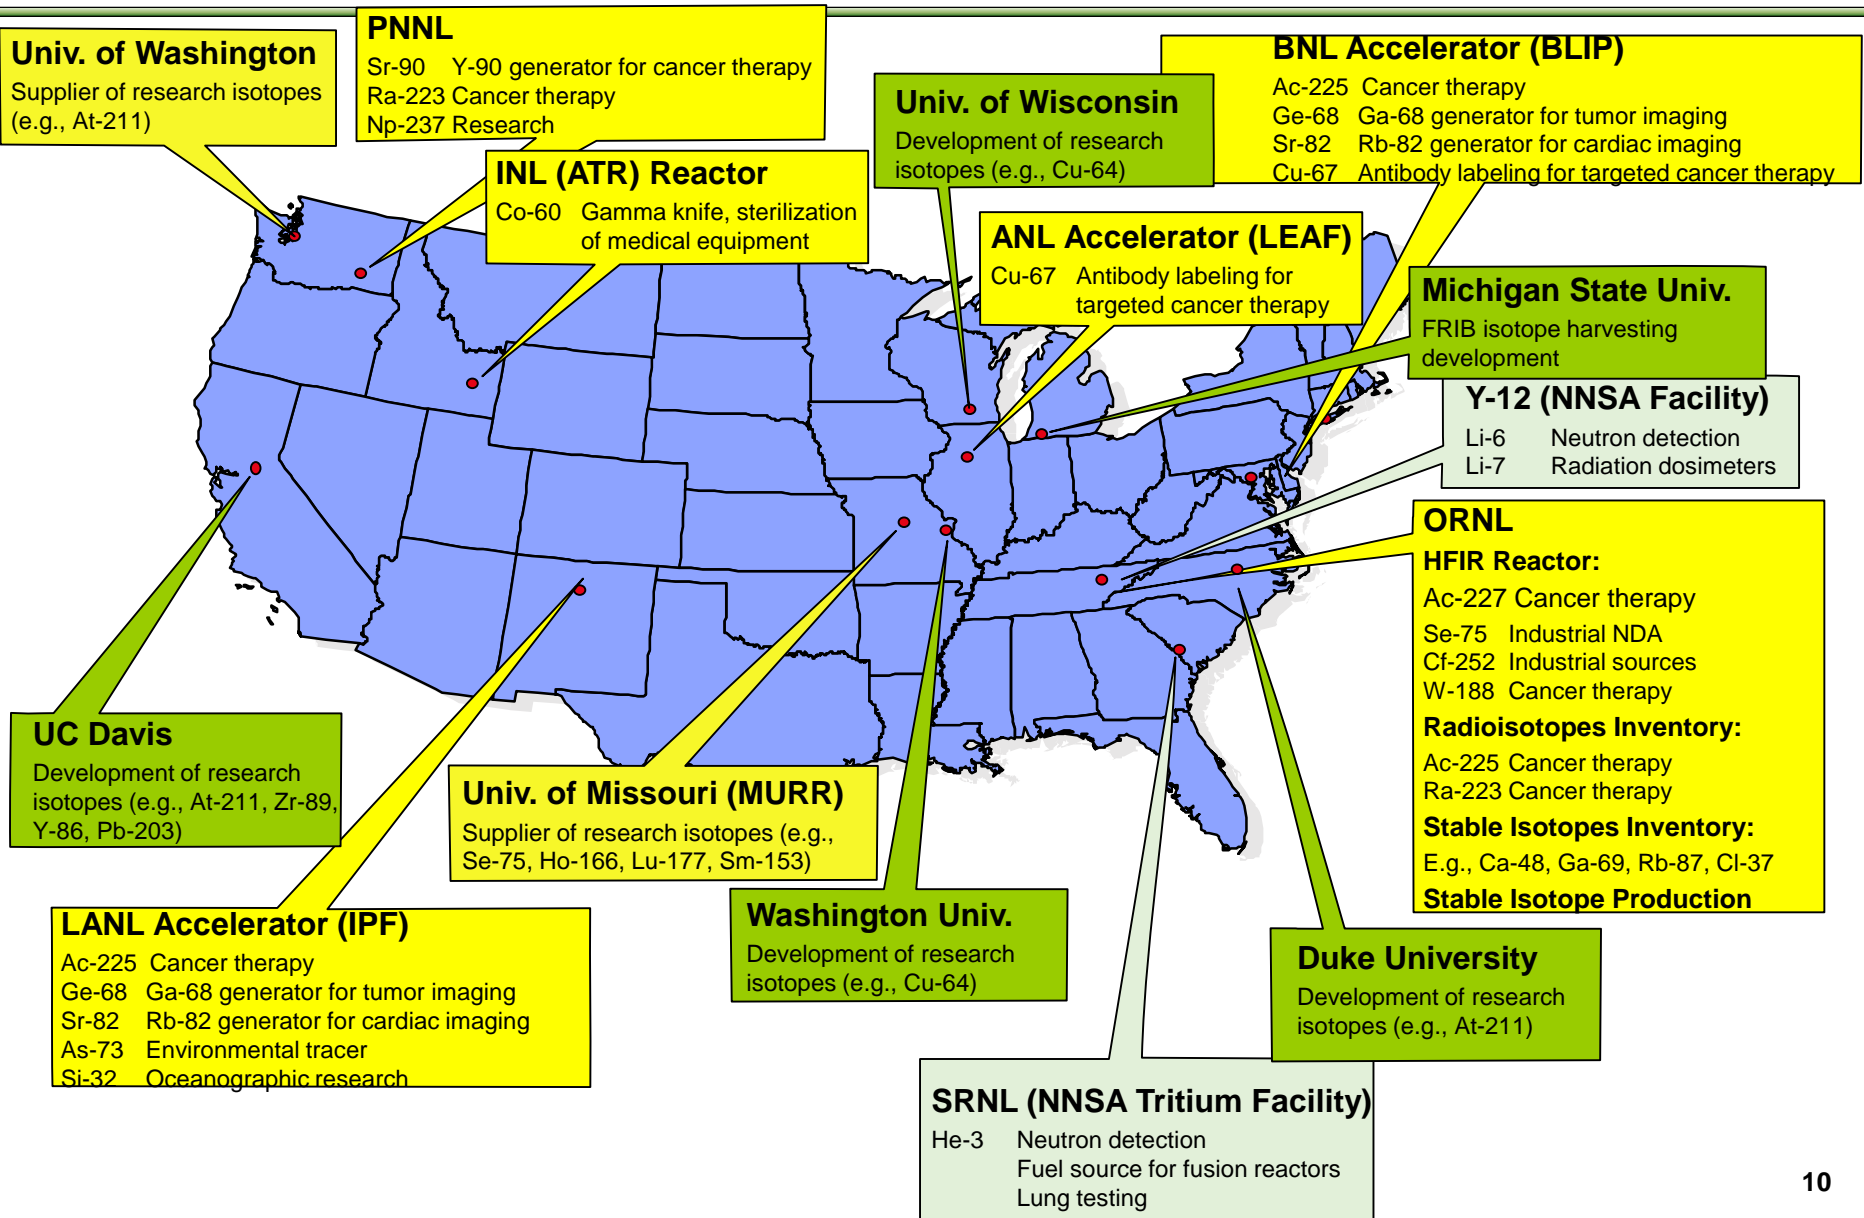 Univ. of Washington
Supplier of research isotopes
(e.g., At-211)
PNNL
Sr-90 Y-90 generator for cancer therapy
Ra-223 Cancer therapy
Np-237 Research
INL (ATR) Reactor
Co-60 Gamma knife, sterilization
of medical equipment
Univ. of Wisconsin
Development of research
isotopes (e.g., Cu-64)
BNL Accelerator (BLIP)
Ac-225 Cancer therapy
Ge-68 Ga-68 generator for tumor imaging
Sr-82 Rb-82 generator for cardiac imaging
Cu-67 Antibody labeling for targeted cancer therapy
ANL Accelerator (LEAF)
Cu-67 Antibody labeling for
targeted cancer therapy
Michigan State Univ.
FRIB isotope harvesting
development
Y-12 (NNSA Facility)
Li-6 Neutron detection
Li-7 Radiation dosimeters
ORNL
HFIR Reactor:
Ac-227 Cancer therapy
Se-75 Industrial NDA
Cf-252 Industrial sources
W-188 Cancer therapy
Radioisotopes Inventory:
Ac-225 Cancer therapy
Ra-223 Cancer therapy
Stable Isotopes Inventory:
E.g., Ca-48, Ga-69, Rb-87, Cl-37
Stable Isotope Production
UC Davis
Development of research
isotopes (e.g., At-211, Zr-89,
Y-86, Pb-203)
Univ. of Missouri (MURR)
Supplier of research isotopes (e.g.,
Se-75, Ho-166, Lu-177, Sm-153)
LANL Accelerator (IPF)
Ac-225 Cancer therapy
Ge-68 Ga-68 generator for tumor imaging
Sr-82 Rb-82 generator for cardiac imaging
As-73 Environmental tracer
Si-32 Oceanographic research
Washington Univ.
Development of research
isotopes (e.g., Cu-64)
Duke University
Development of research
isotopes (e.g., At-211)
SRNL (NNSA Tritium Facility)
He-3 Neutron detection
Fuel source for fusion reactors
Lung testing
10